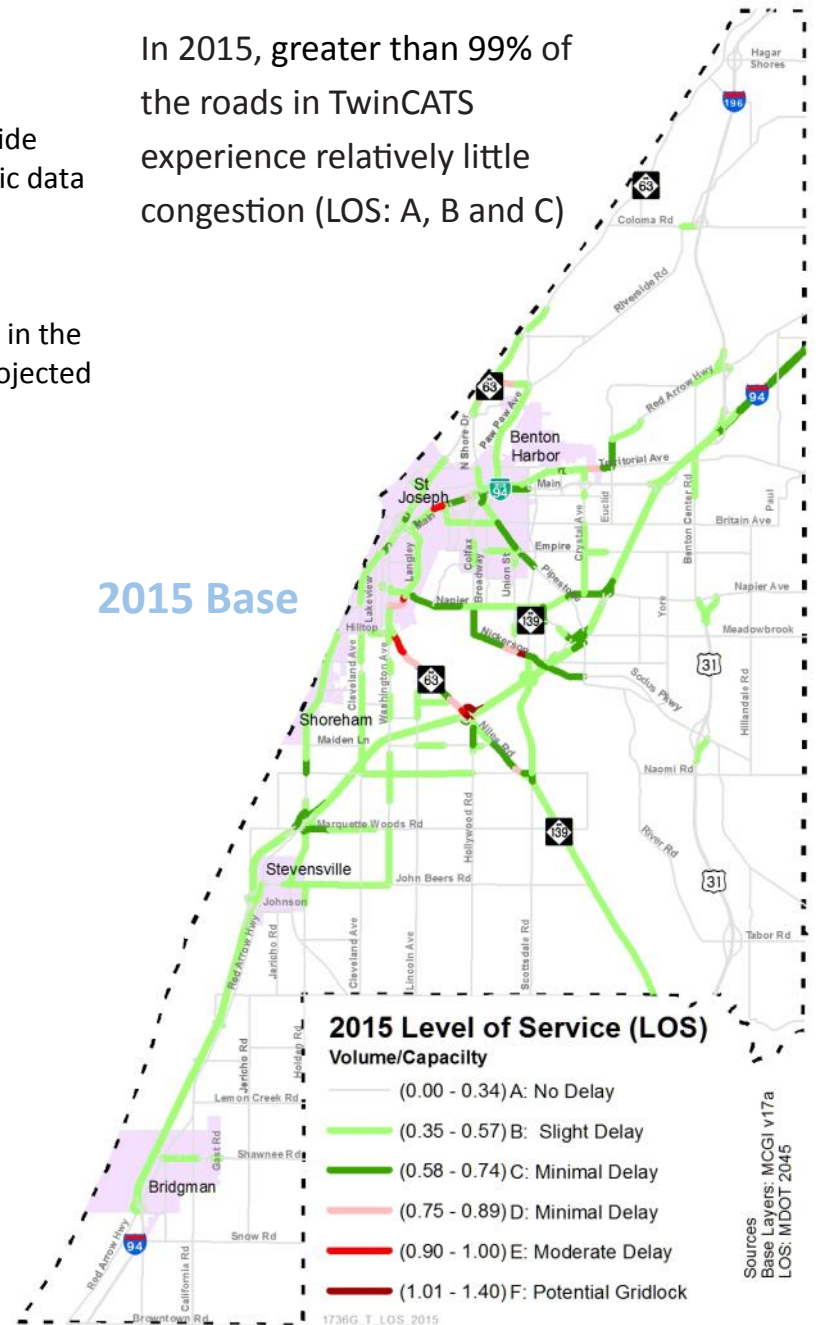 ide
ic data
in the
ojected
In 2015, greater than 99% of
the roads in TwinCATS
experience relatively little
congestion (LOS: A, B and C)
2015 Base
Hagar
Shores
196
63
Coloma Rd
Riverside Rd
63
Red Arrow Hwy
94
N Shore Dr
Paw Paw Ave
Benton
Harbor
Territorial Ave
St
Joseph
94
Main
Main
Euclid
Crystal Ave
Benton Center Rd
Paul
Britain Ave
Langley
Colfax
Broadway
Union St
Empire
Pipestone
Lakeview
Napier
Napier Ave
139
Yore
Hilltop
Nickerson
Meadowbrook
Cleveland Ave
Washington Ave
63
31
Sodus Pkwy
Hillandale Rd
Shoreham
Maiden Ln
Niles Rd
Naomi Rd
Hollywood Rd
Marquette Woods Rd
139
River Rd
Stevensville
John Beers Rd
31
Johnson
Red Arrow Hwy
Jericho Rd
Cleveland Ave
Lincoln Ave
Scottsdale Rd
Tabor Rd
Jericho Rd
Holden Rd
Lemon Creek Rd
Gast Rd
Shawnee Rd
Bridgman
Red Arrow Hwy
94
Snow Rd
California Rd
Browntown Rd
2015 Level of Service (LOS)
Volume/Capacilty
(0.00 - 0.34) A: No Delay
(0.35 - 0.57) B: Slight Delay
(0.58 - 0.74) C: Minimal Delay
(0.75 - 0.89) D: Minimal Delay
(0.90 - 1.00) E: Moderate Delay
(1.01 - 1.40) F: Potential Gridlock
1736G_T_LOS_2015
Sources
Base Layers: MCGI v17a
LOS: MDOT 2045